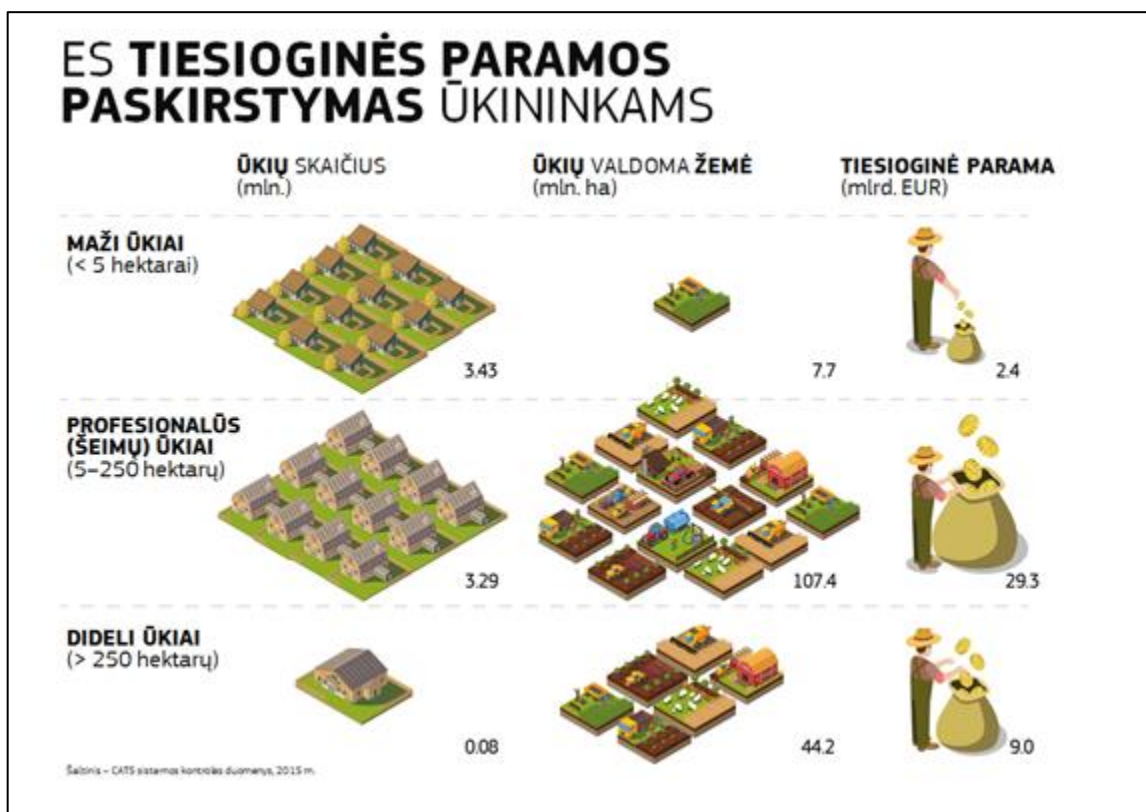 ES TIESIOGINĖS PARAMOS
PASKIRSTYMAS ŪKININKAMS
ŪKIŲ SKAIČIUS
(mln.)
ŪKIŲ VALDOMA ŽEMĖ
(mln. ha)
TIESIOGINĖ PARAMA
(mlrd. EUR)
MAŽI ŪKIAI
(< 5 hektarai)
3.43
7.7
2.4
PROFESIONALŪS
(ŠEIMŲ) ŪKIAI
(5–250 hektarų)
3.29
107.4
29.3
DIDELI ŪKIAI
(> 250 hektarų)
0.08
44.2
9.0
Šaltinis – CATS sistemos kontrolės duomenys, 2015 m.